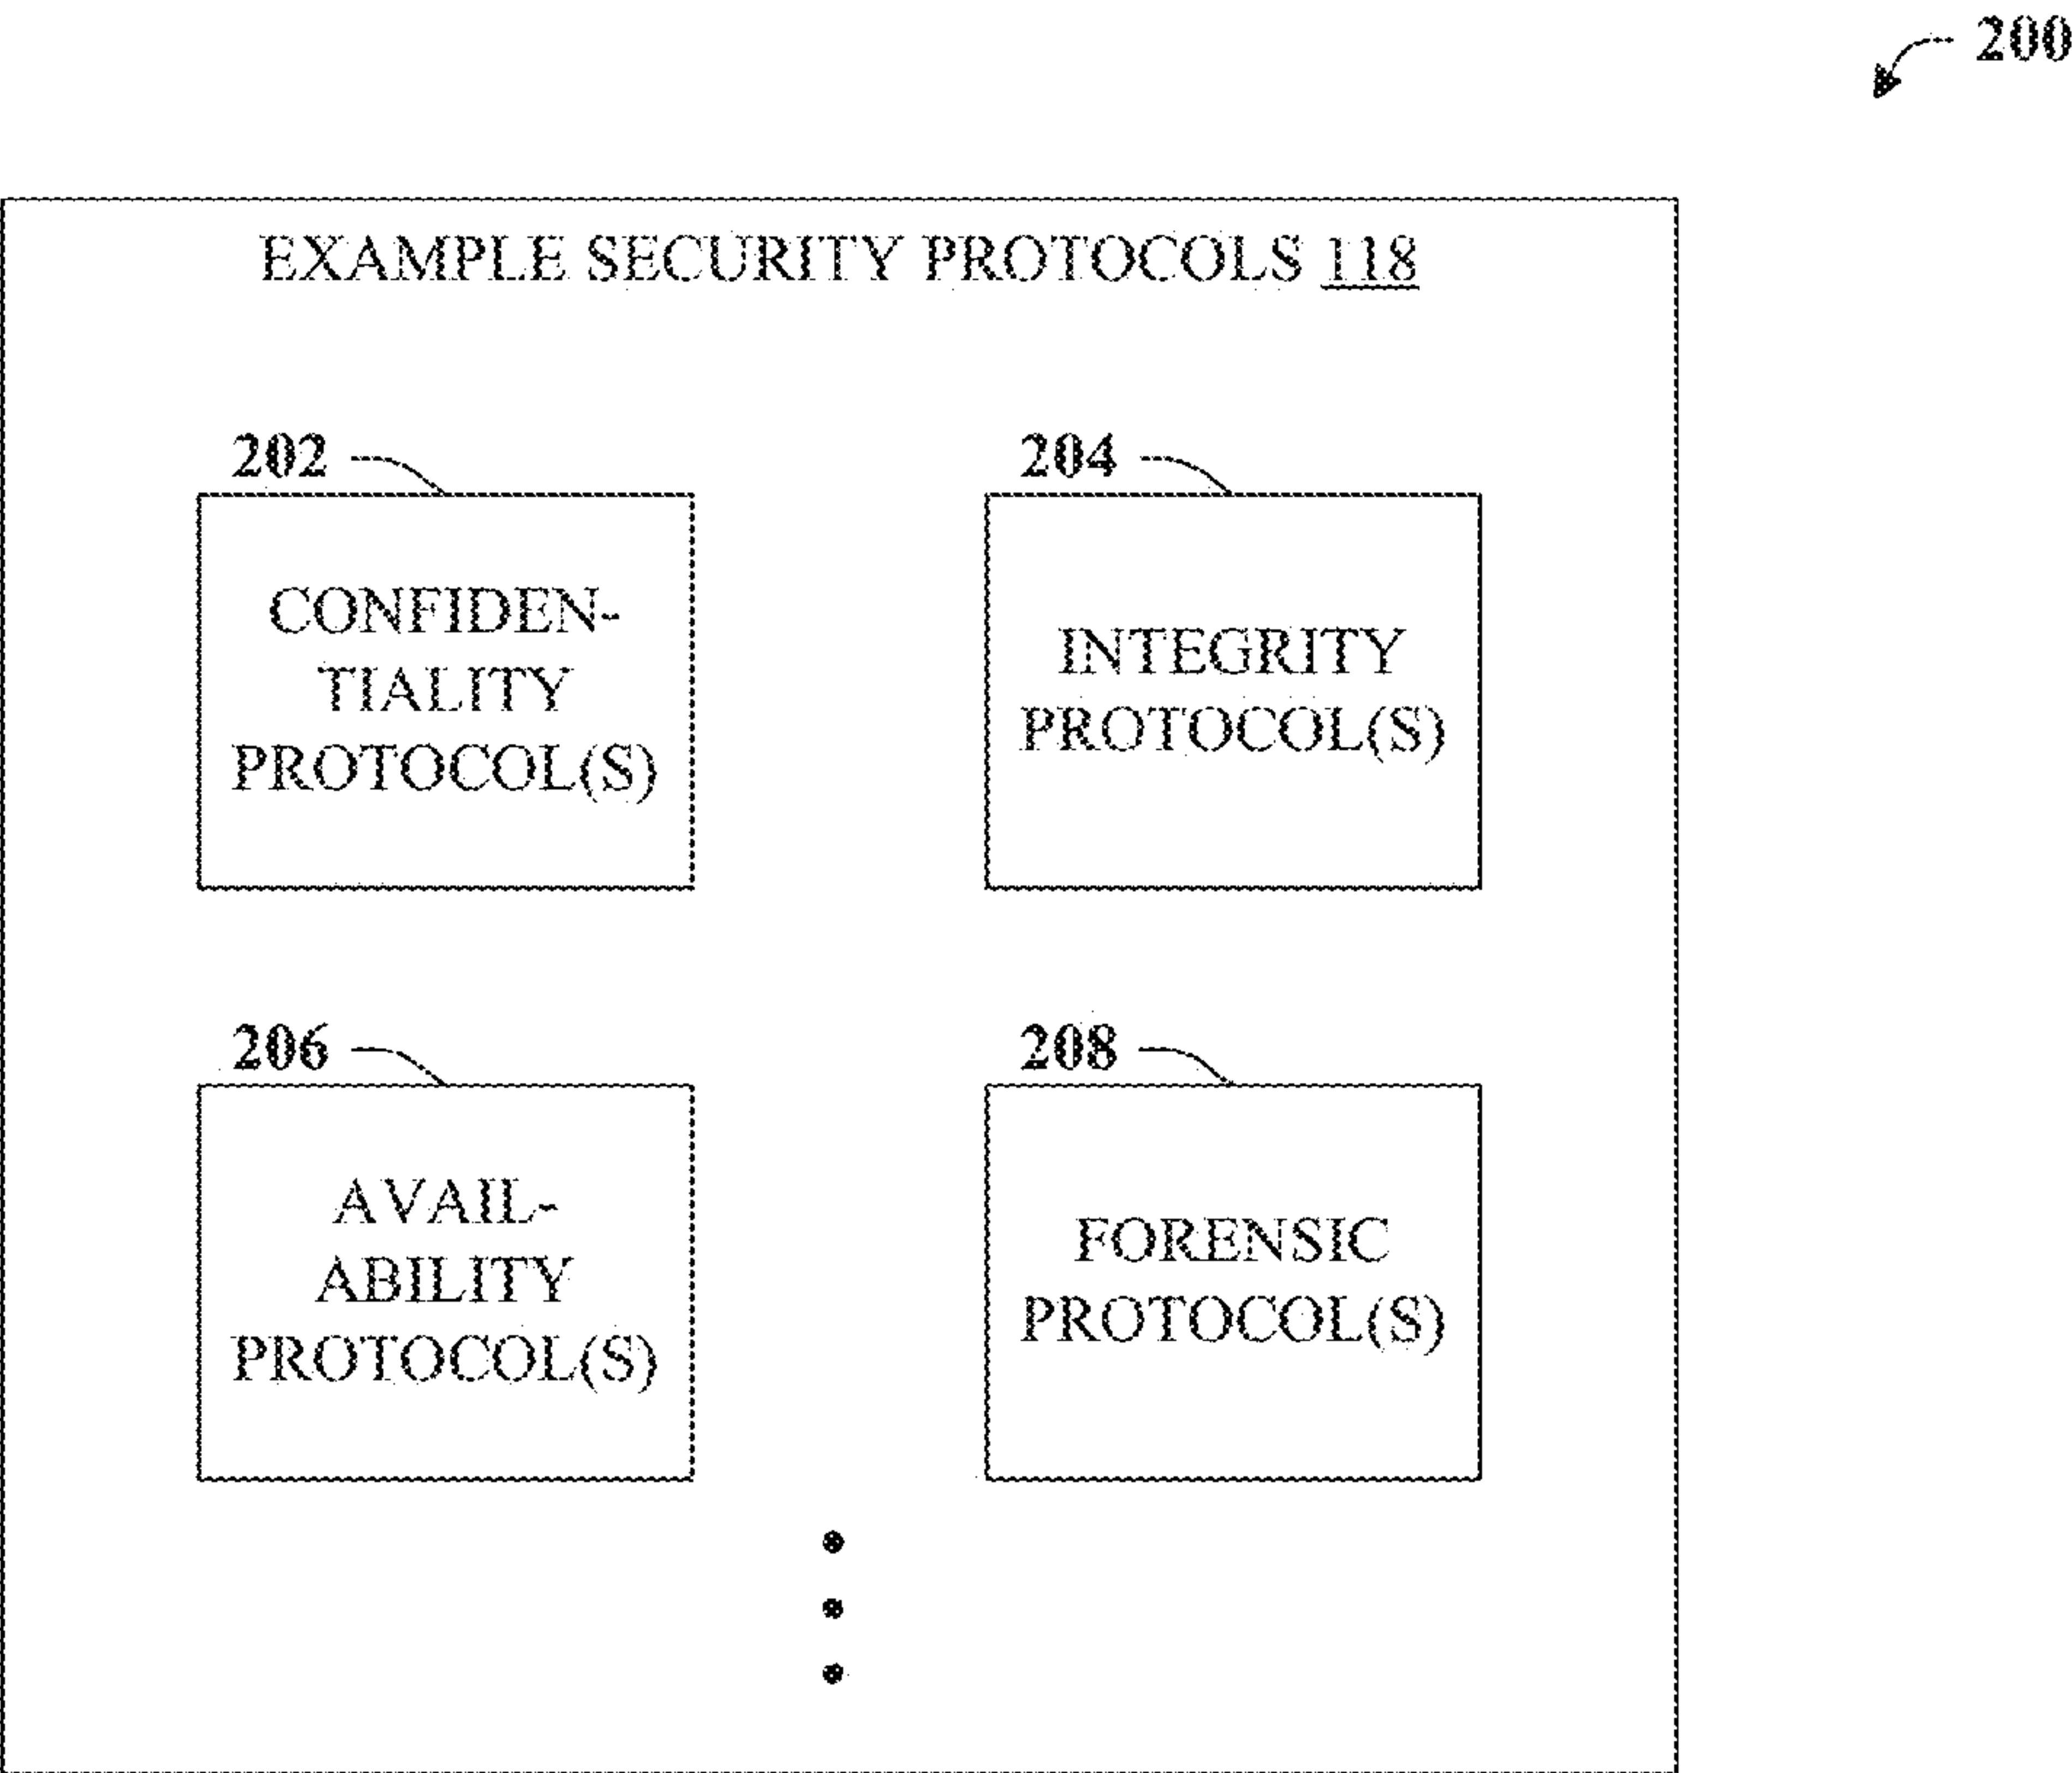 200
EXAMPLE SECURITY PROTOCOLS 118
202
CONFIDEN-
TIALITY
PROTOCOL(S)
204
INTEGRITY
PROTOCOL(S)
206
AVAIL-
ABILITY
PROTOCOL(S)
208
FORENSIC
PROTOCOL(S)